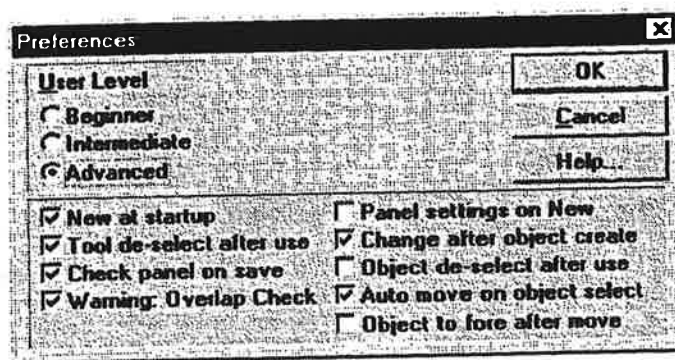 Preferences
User Level
Beginner
Intermediate
Advanced
OK
Cancel
Help...
New at startup
Tool de-select after use
Check panel on save
Warning: Overlap Check
Panel settings on New
Change after object create
Object de-select after use
Auto move on object select
Object to fore after move